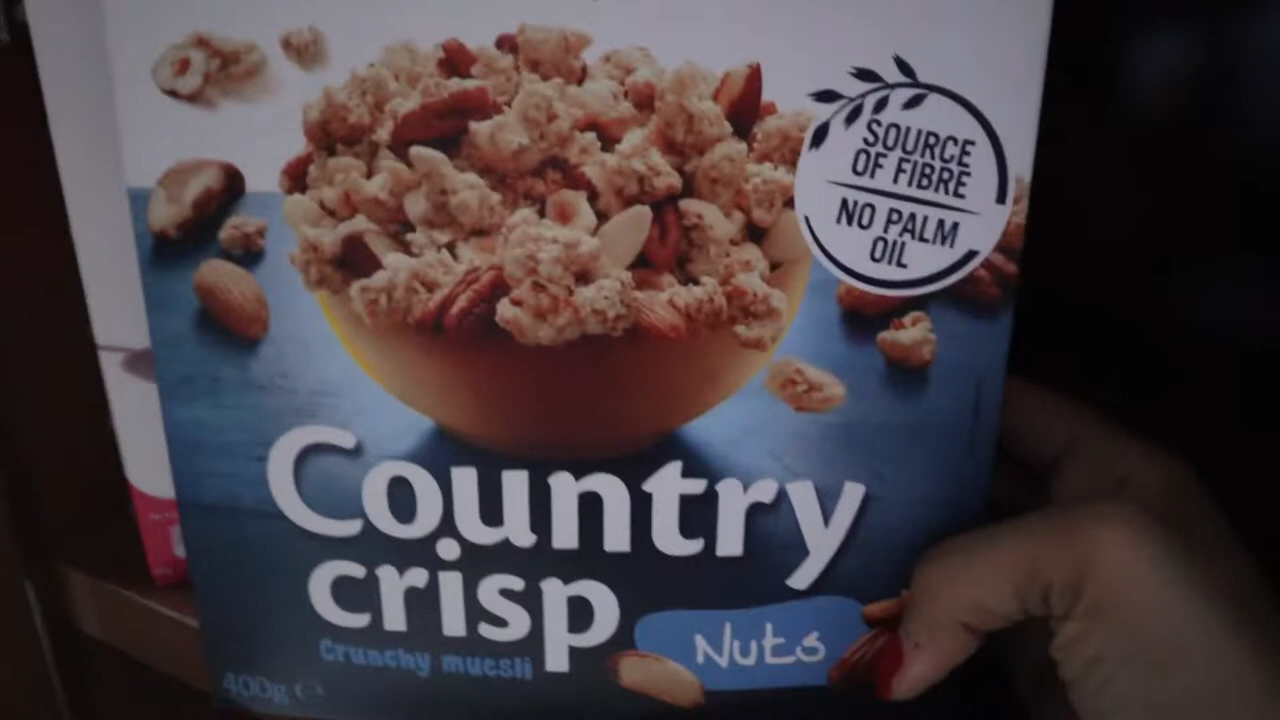 SOURCE
OF FIBRE
NO PALM
OIL
Country
crisp
Nuts
Crunchy muesli
400g